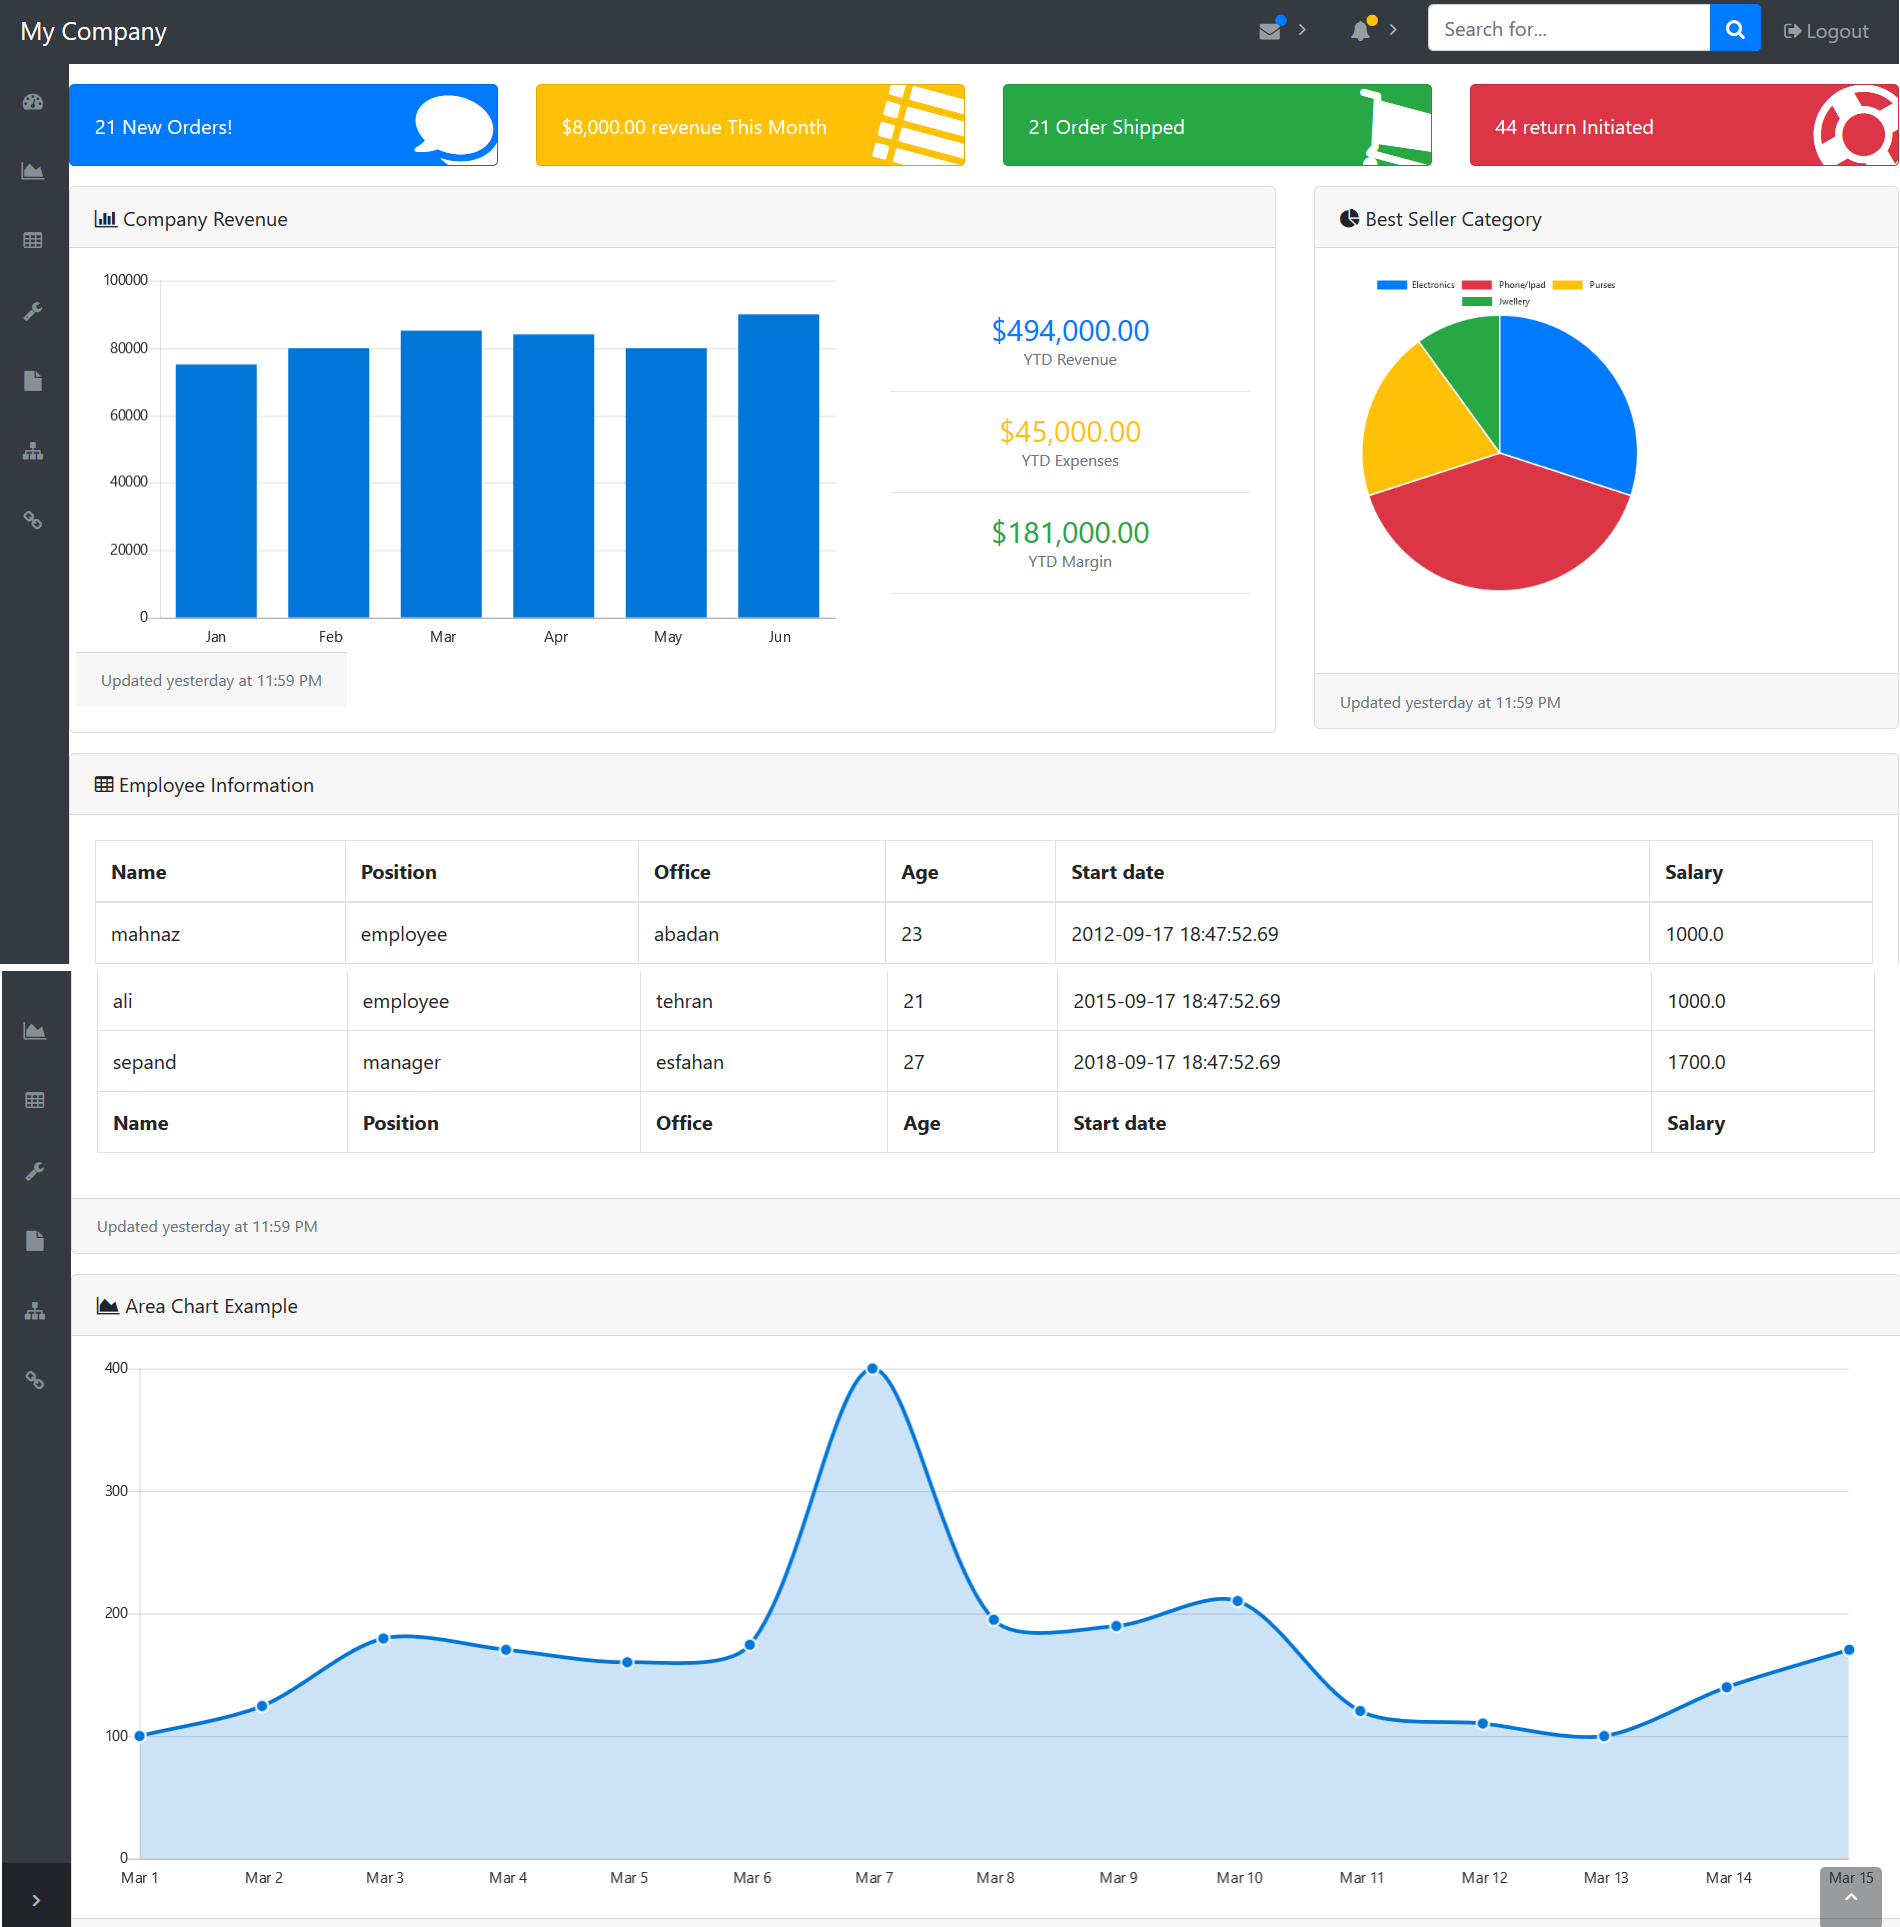 My Company
Search for...
Logout
21 New Orders!
$8,000.00 revenue This Month
21 Order Shipped
44 return Initiated
Company Revenue
100000
80000
60000
40000
20000
0
Jan Feb Mar Apr May Jun
$494,000.00
YTD Revenue
$45,000.00
YTD Expenses
$181,000.00
YTD Margin
Updated yesterday at 11:59 PM
Best Seller Category
Electronics Phone/Ipad Purses
Jwellery
Updated yesterday at 11:59 PM
Employee Information
Name Position Office Age Start date Salary
mahnaz employee abadan 23 2012-09-17 18:47:52.69 1000.0
ali employee tehran 21 2015-09-17 18:47:52.69 1000.0
sepand manager esfahan 27 2018-09-17 18:47:52.69 1700.0
Name Position Office Age Start date Salary
Updated yesterday at 11:59 PM
Area Chart Example
400
300
200
100
0
Mar 1 Mar 2 Mar 3 Mar 4 Mar 5 Mar 6 Mar 7 Mar 8 Mar 9 Mar 10 Mar 11 Mar 12 Mar 13 Mar 14 Mar 15